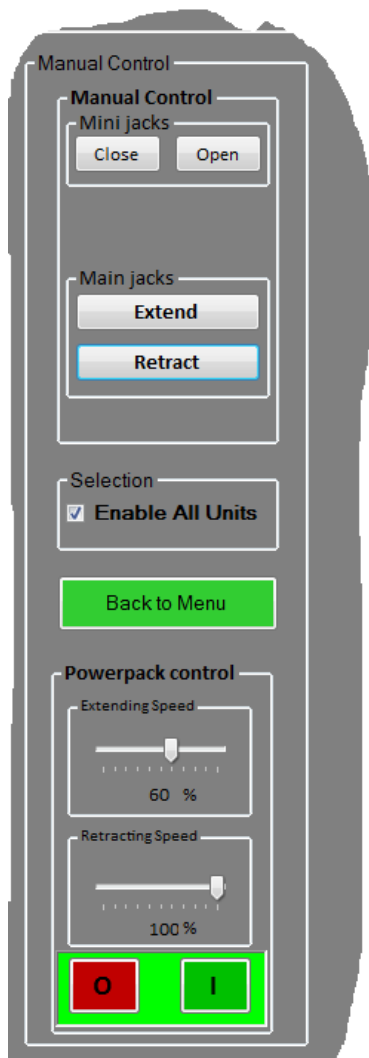 Manual Control
Manual Control
Mini jacks
Close Open
Main jacks
Extend
Retract
Selection
Enable All Units
Back to Menu
Powerpack control
Extending Speed
60 %
Retracting Speed
100 %
O I